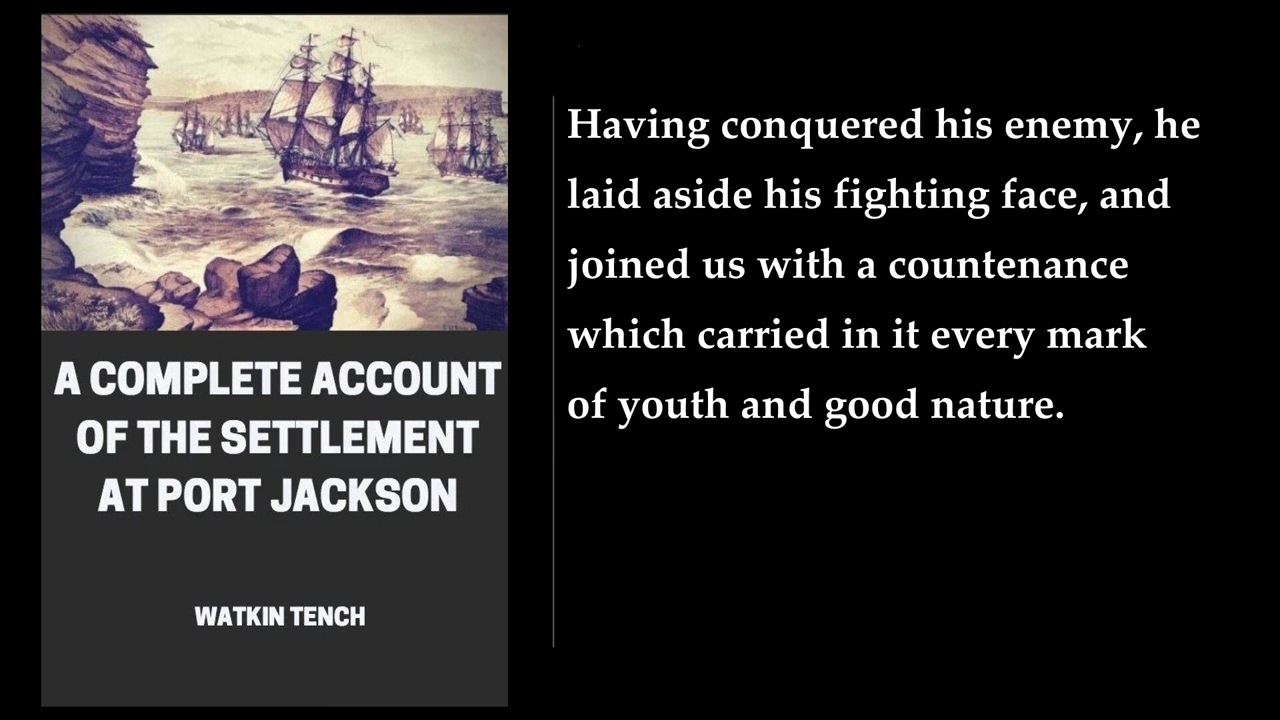 A COMPLETE ACCOUNT
OF THE SETTLEMENT
AT PORT JACKSON
WATKIN TENCH
Having conquered his enemy, he
laid aside his fighting face, and
joined us with a countenance
which carried in it every mark
of youth and good nature.